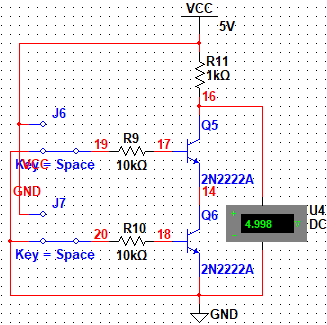 VCC
5V
R11
1kΩ
16
J6
Q5
19
R9
17
VCC
Key = Space
10kΩ
2N2222A
GND
14
J7
Q6
U4
DC
4.998
V
20
R10
18
Key = Space
10kΩ
2N2222A
GND